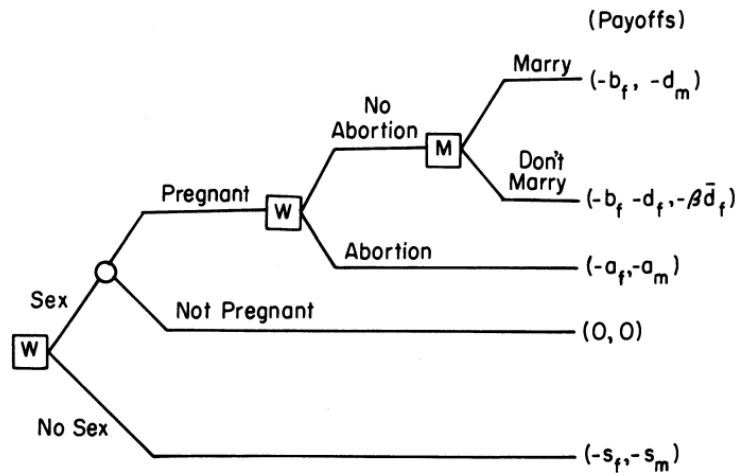 (Payoffs)
Marry (-b_f, -d_m)
No
Abortion
M
Don't
Marry
(-b_f -d_f, -βd̄_f)
Pregnant
W
Abortion
(-a_f, -a_m)
Sex
Not Pregnant
(0, 0)
W
No Sex
(-s_f, -s_m)